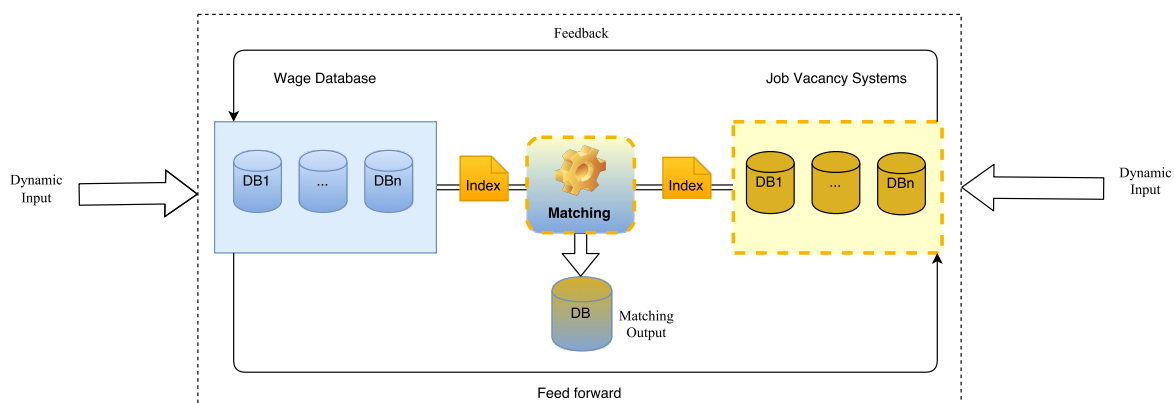 Feedback
Wage Database
Job Vacancy Systems
Dynamic
Input
DB1
...
DBn
Index
Matching
Index
DB1
...
DBn
Dynamic
Input
DB
Matching
Output
Feed forward